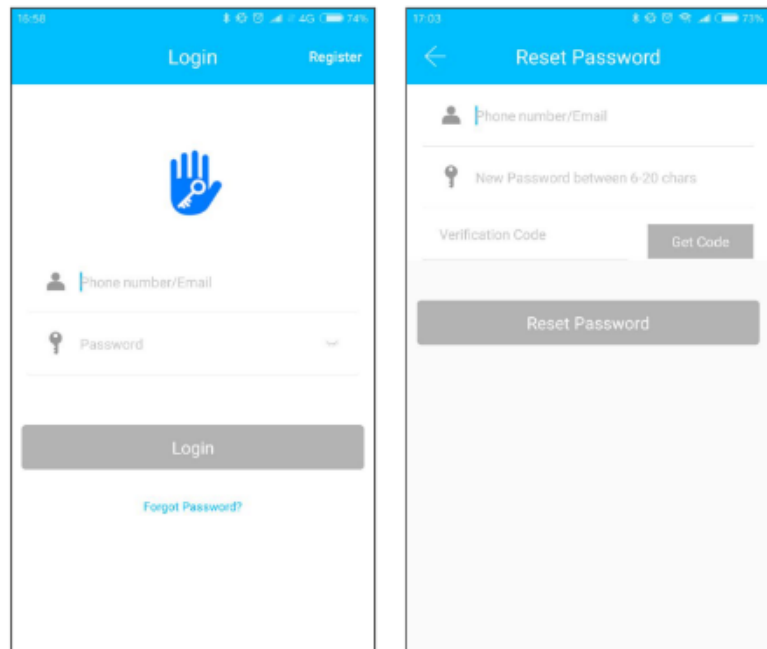 16:58
4G
74%
Login
Register
Phone number/Email
Password
Login
Forgot Password?
17:03
73%
Reset Password
Phone number/Email
New Password between 6-20 chars
Verification Code
Get Code
Reset Password